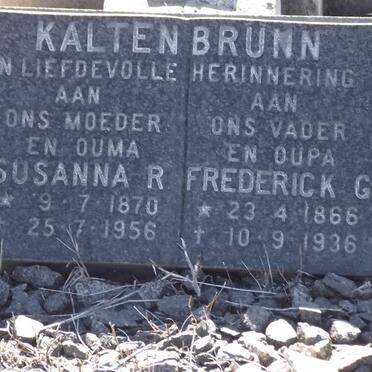 KALTENBRUNN
IN LIEFDEVOLLE HERINNERING
AAN
ONS MOEDER
EN OUMA
SUSANNA R
* 9 7 1870
† 25 7 1956
AAN
ONS VADER
EN OUPA
FREDERICK G
* 23 4 1866
† 10 9 1936